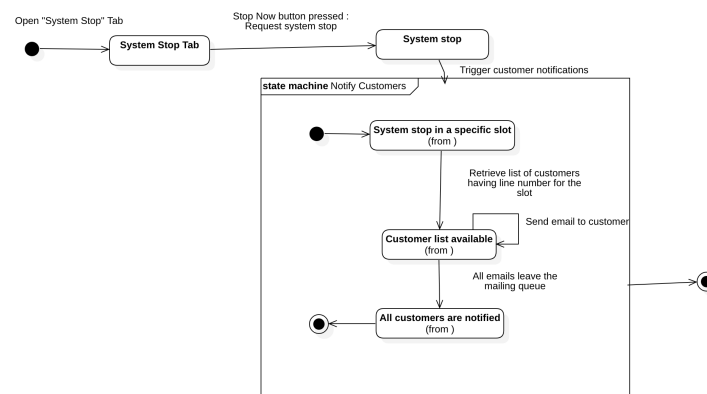 Open "System Stop" Tab
Stop Now button pressed :
Request system stop
System Stop Tab
System stop
Trigger customer notifications
state machine Notify Customers
System stop in a specific slot
(from )
Retrieve list of customers
having line number for the
slot
Send email to customer
Customer list available
(from )
All emails leave the
mailing queue
All customers are notified
(from )